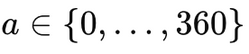 a ∈ {0, . . . , 360}